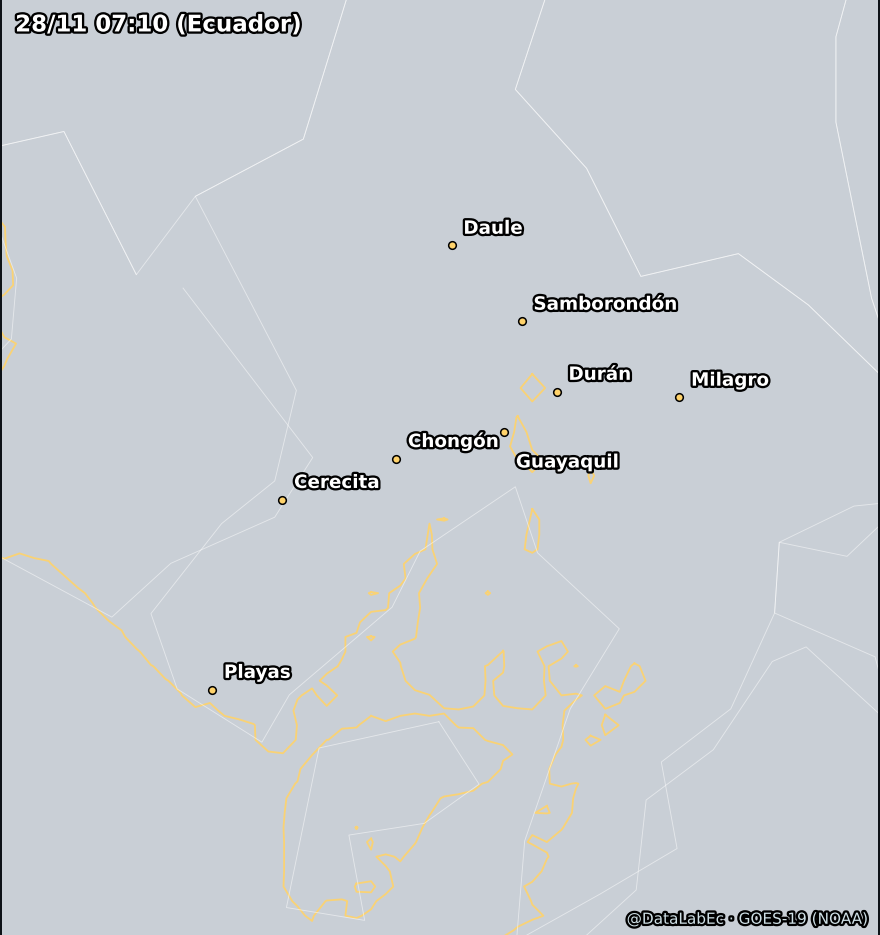 28/11 07:10 (Ecuador)
Daule
Samborondón
Durán
Milagro
Chongón
Guayaquil
Cerecita
Playas
@DataLabEc · GOES-19 (NOAA)